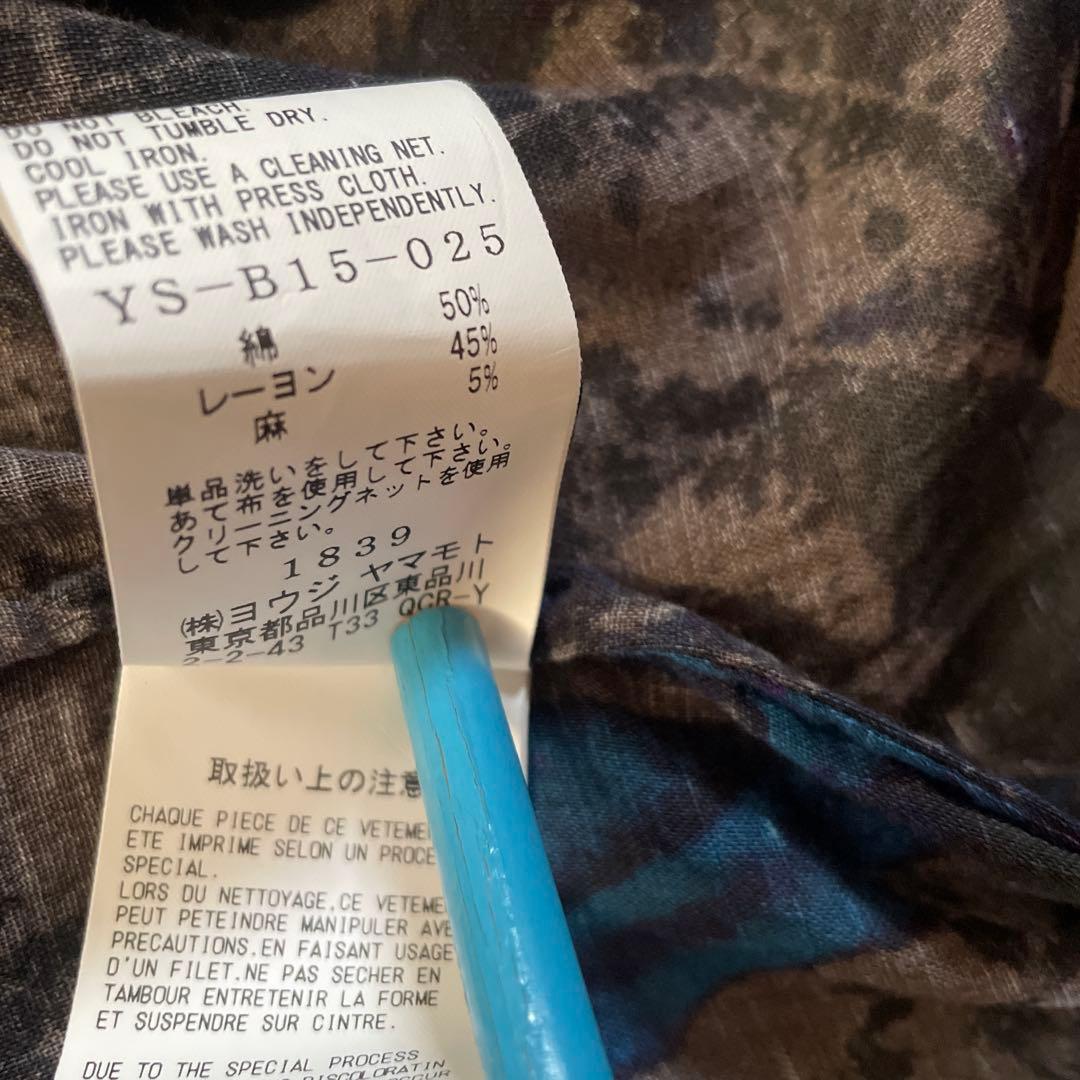 DO NOT BLEACH.
DO NOT TUMBLE DRY.
COOL IRON.
PLEASE USE A CLEANING NET.
IRON WITH PRESS CLOTH.
PLEASE WASH INDEPENDENTLY.
YS-B15-025
綿 50%
レーヨン 45%
麻 5%
単品洗いをして下さい。
あて布を使用して下さい。
クリーニングネットを使用
して下さい。
1839
(株)ヨウジ ヤマモト
東京都品川区東品川
2-2-43 T33 QCR-Y
取扱い上の注意
CHAQUE PIECE DE CE VETEME
ETE IMPRIME SELON UN PROCE
SPECIAL.
LORS DU NETTOYAGE.CE VETEME
PEUT PETEINDRE MANIPULER AVE
PRECAUTIONS.EN FAISANT USAGE
D'UN FILET.NE PAS SECHER EN
TAMBOUR ENTRETENIR LA FORME
ET SUSPENDRE SUR CINTRE.
DUE TO THE SPECIAL PROCESS
DISCOLORATIN